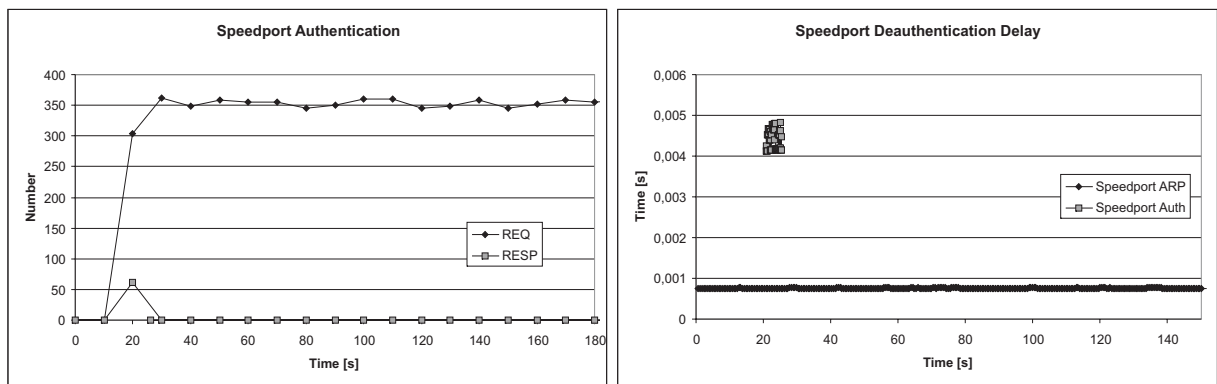 Speedport Authentication
400
350
300
250
200
150
100
50
0
Number
REQ
RESP
0 20 40 60 80 100 120 140 160 180
Time [s]
Speedport Deauthentication Delay
0,006
0,005
0,004
0,003
0,002
0,001
0
Time [s]
Speedport ARP
Speedport Auth
0 20 40 60 80 100 120 140
Time [s]